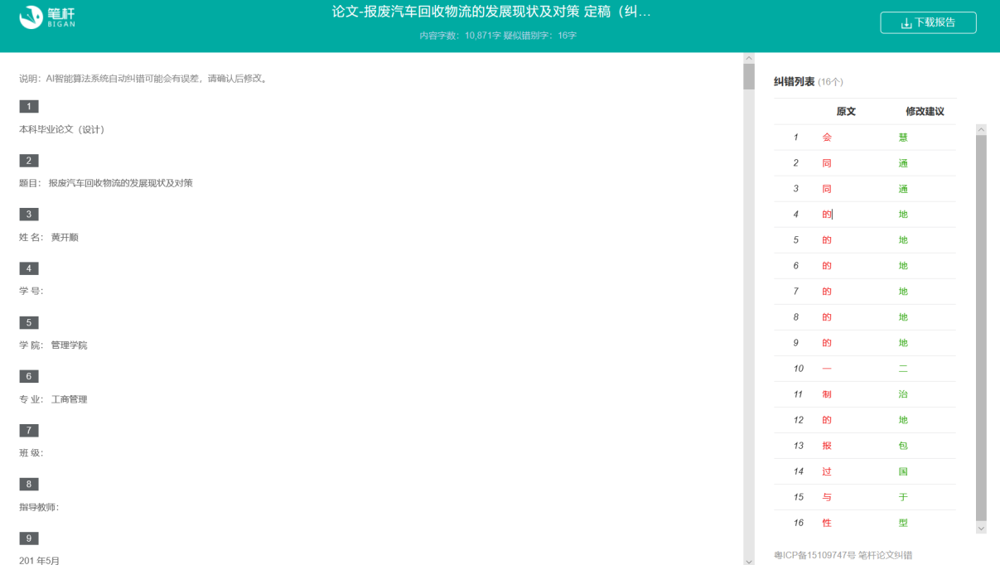 笔杆
BIGAN
论文-报废汽车回收物流的发展现状及对策 定稿（纠...
内容字数：10,871字 疑似错别字：16字
下载报告
说明：AI智能算法系统自动纠错可能会有误差，请确认后修改。
1
本科毕业论文（设计）
2
题目： 报废汽车回收物流的发展现状及对策
3
姓 名： 黄开顺
4
学 号：
5
学 院： 管理学院
6
专 业： 工商管理
7
班 级：
8
指导教师：
9
201 年5月
纠错列表 (16个)
原文 修改建议
1 会 慧
2 同 通
3 同 通
4 的 地
5 的 地
6 的 地
7 的 地
8 的 地
9 的 地
10 一 二
11 制 治
12 的 地
13 报 包
14 过 国
15 与 于
16 性 型
粤ICP备15109747号 笔杆论文纠错